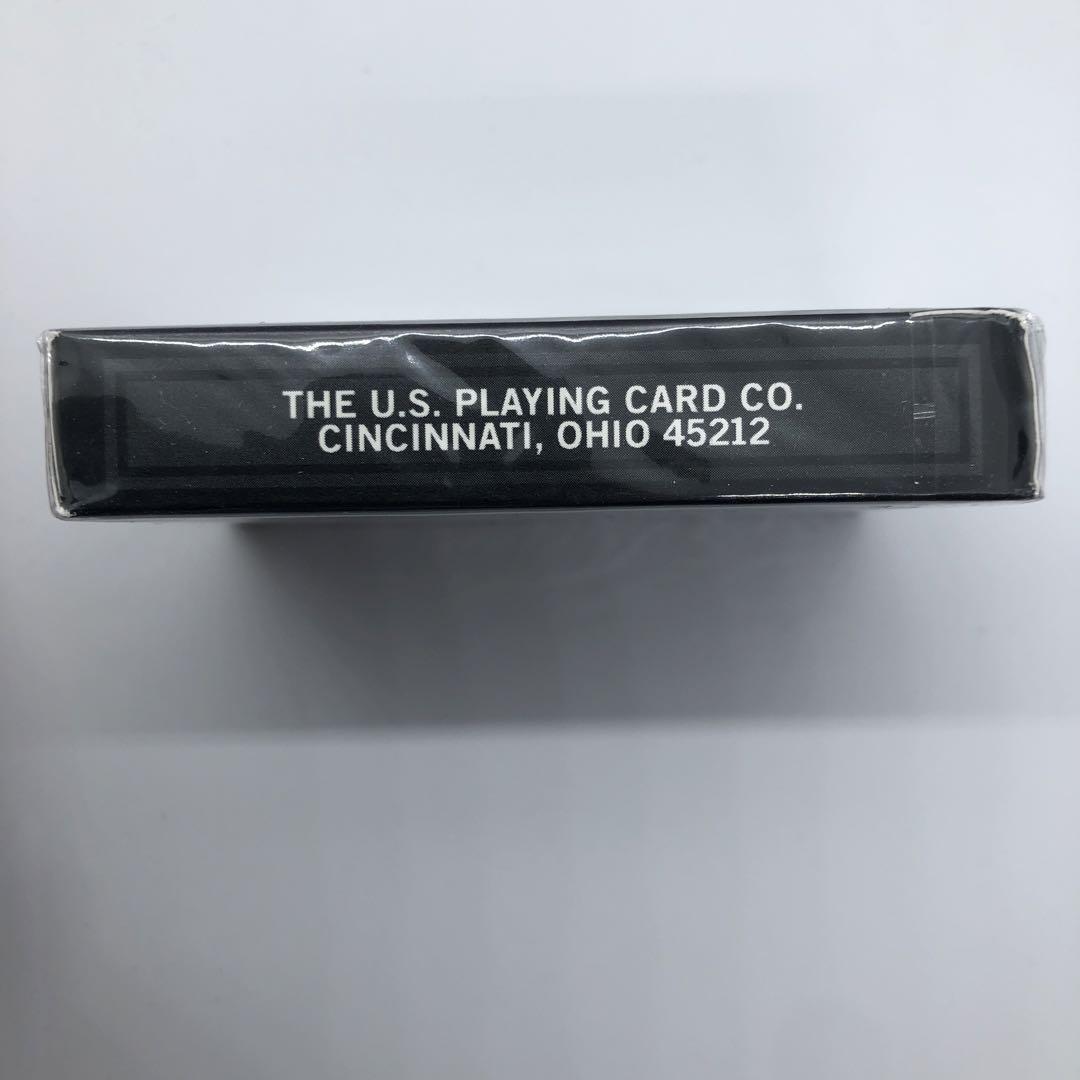 THE U.S. PLAYING CARD CO.
CINCINNATI, OHIO 45212